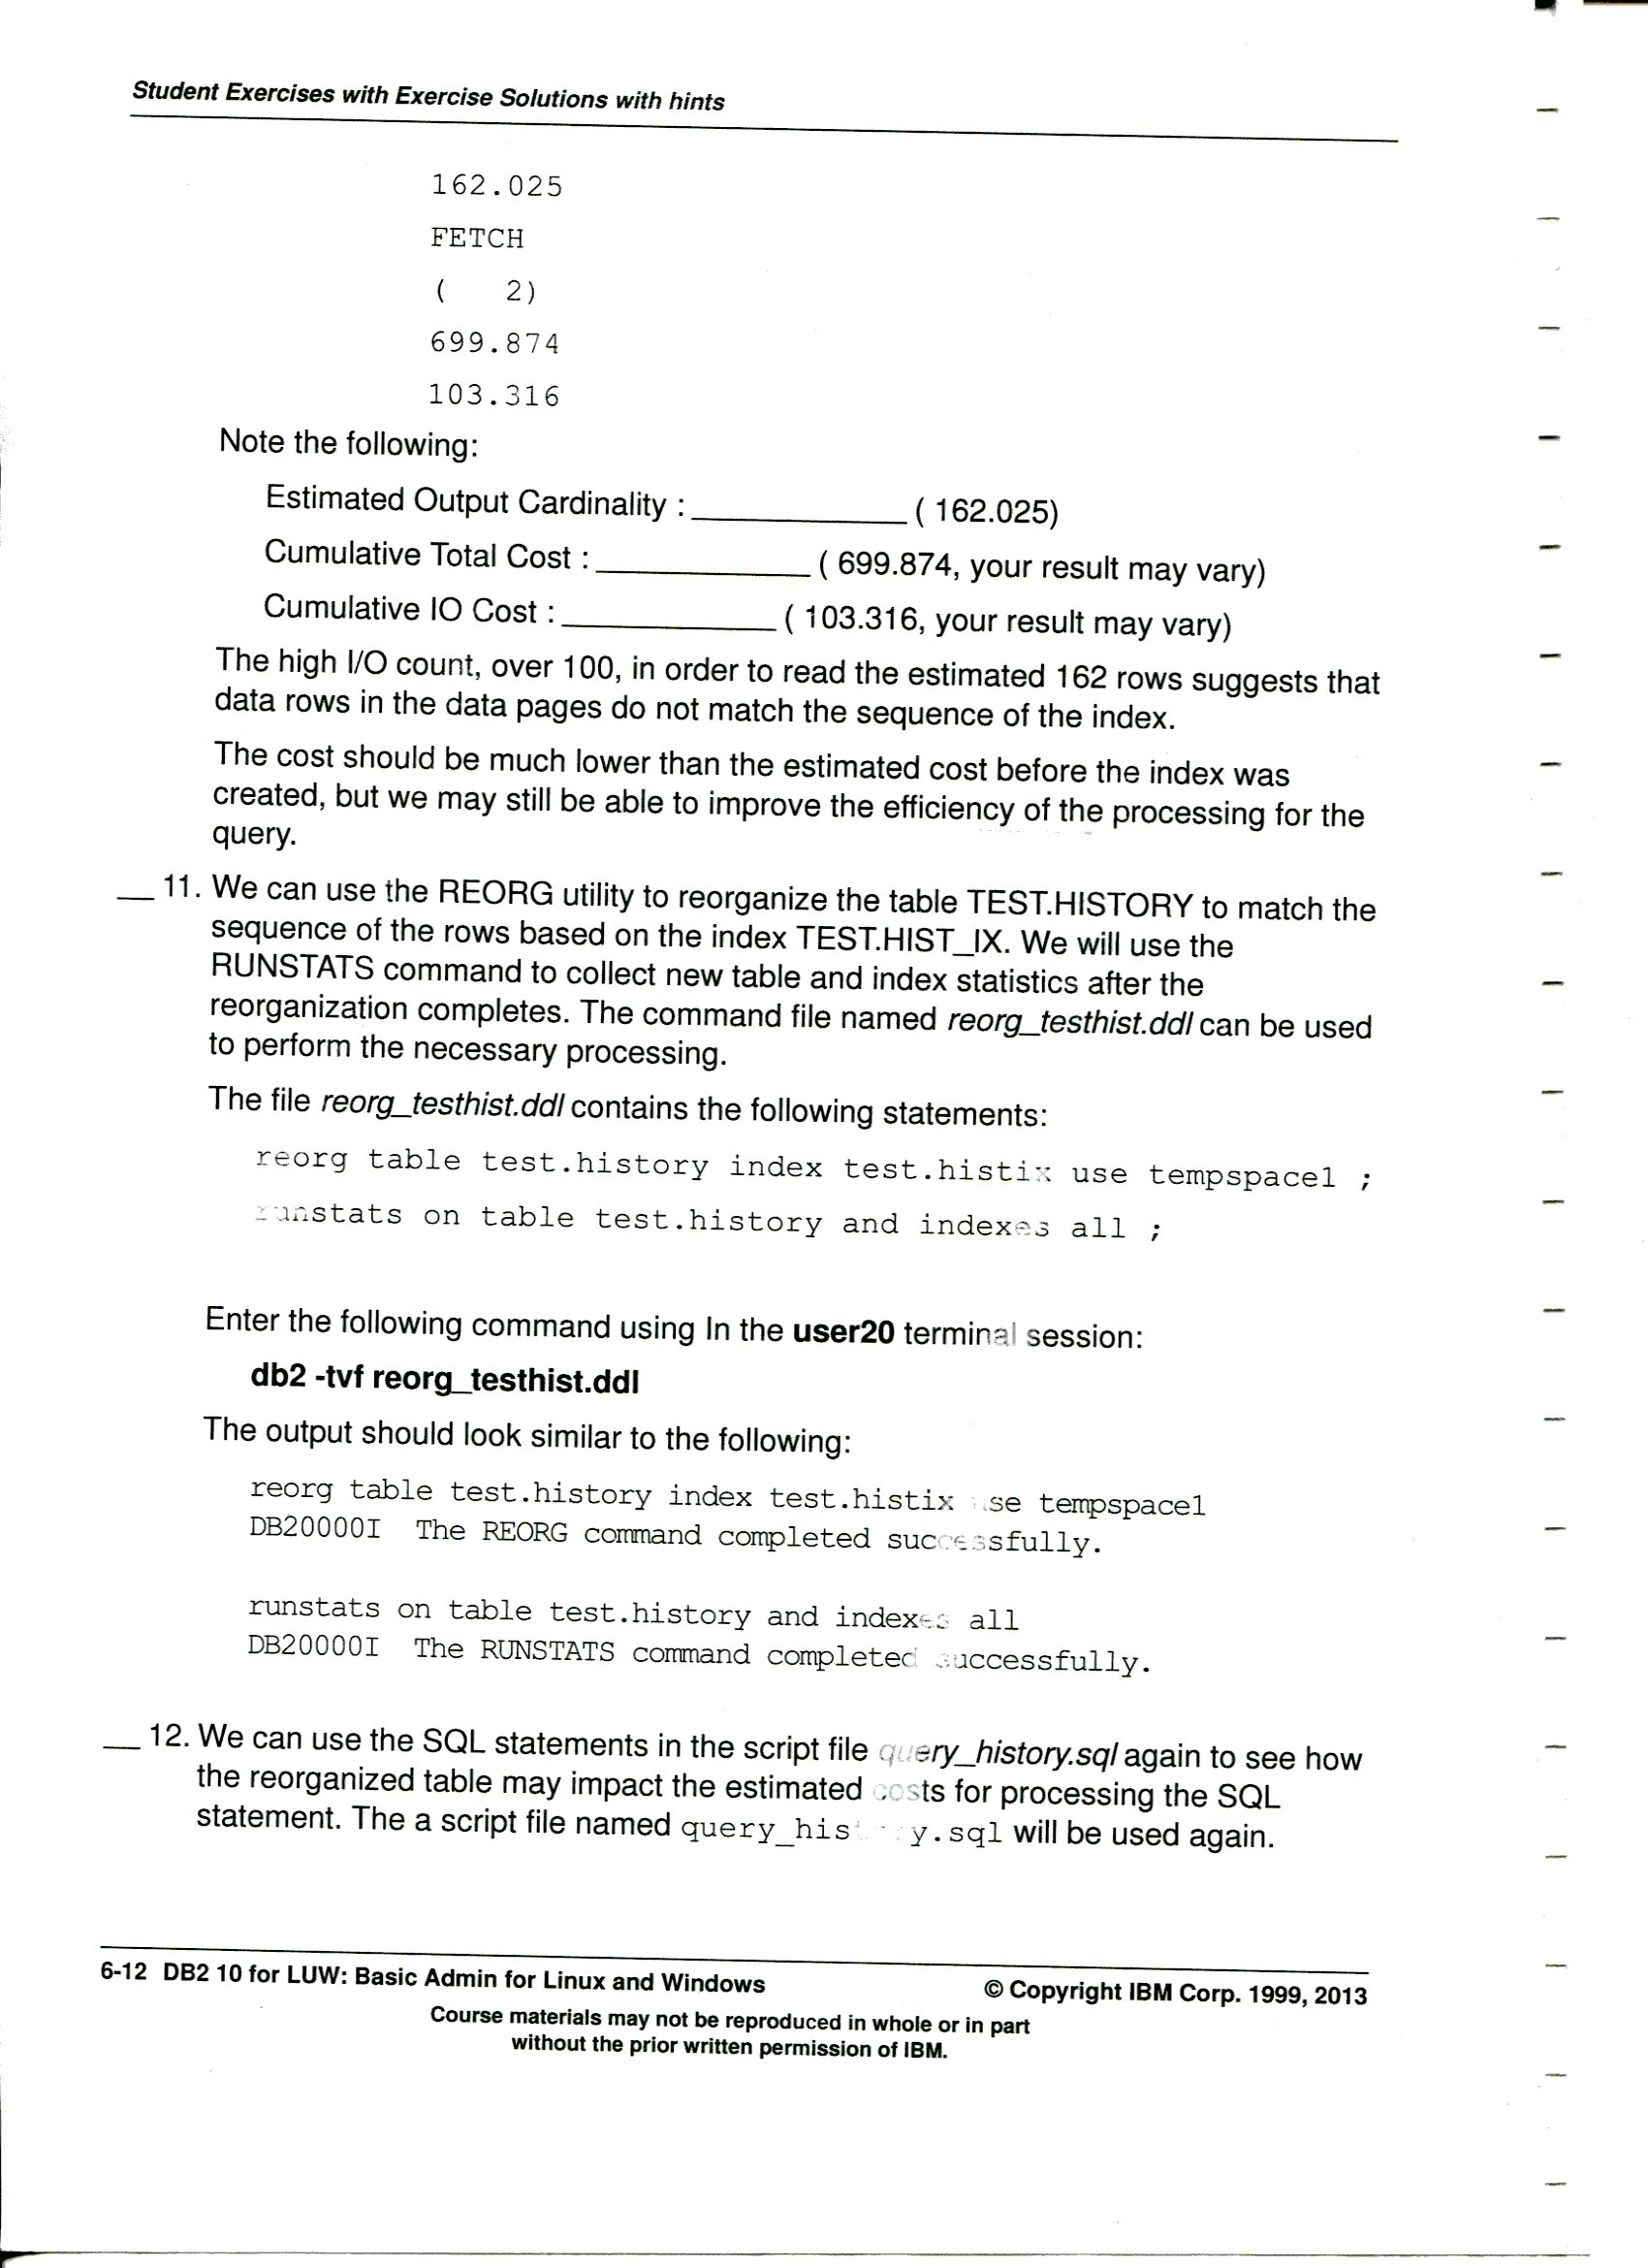 Student Exercises with Exercise Solutions with hints
162.025
FETCH
(   2)
699.874
103.316
Note the following:
Estimated Output Cardinality : ____________ ( 162.025)
Cumulative Total Cost : ____________ ( 699.874, your result may vary)
Cumulative IO Cost : ____________ ( 103.316, your result may vary)
The high I/O count, over 100, in order to read the estimated 162 rows suggests that
data rows in the data pages do not match the sequence of the index.
The cost should be much lower than the estimated cost before the index was
created, but we may still be able to improve the efficiency of the processing for the
query.
__ 11. We can use the REORG utility to reorganize the table TEST.HISTORY to match the
sequence of the rows based on the index TEST.HIST_IX. We will use the
RUNSTATS command to collect new table and index statistics after the
reorganization completes. The command file named reorg_testhist.ddl can be used
to perform the necessary processing.
The file reorg_testhist.ddl contains the following statements:
reorg table test.history index test.histix use tempspace1 ;
runstats on table test.history and indexes all ;
Enter the following command using In the user20 terminal session:
db2 -tvf reorg_testhist.ddl
The output should look similar to the following:
reorg table test.history index test.histix use tempspace1
DB20000I  The REORG command completed successfully.
runstats on table test.history and indexes all
DB20000I  The RUNSTATS command completed successfully.
__ 12. We can use the SQL statements in the script file query_history.sql again to see how
the reorganized table may impact the estimated costs for processing the SQL
statement. The a script file named query_history.sql will be used again.
6-12  DB2 10 for LUW: Basic Admin for Linux and Windows
© Copyright IBM Corp. 1999, 2013
Course materials may not be reproduced in whole or in part
without the prior written permission of IBM.